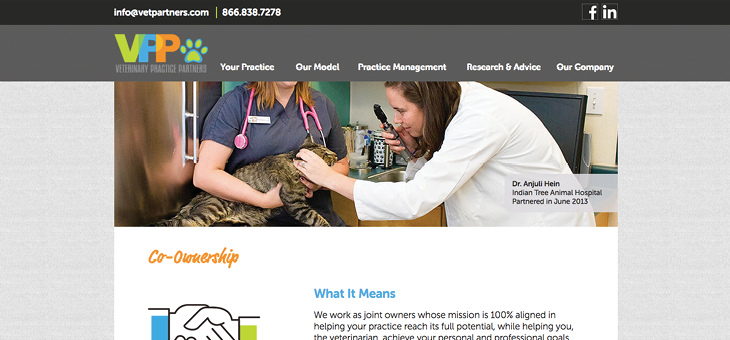 info@vetpartners.com | 866.838.7278
f in
VPP
VETERINARY PRACTICE PARTNERS
Your Practice Our Model Practice Management Research & Advice Our Company
Dr. Anjuli Hein
Indian Tree Animal Hospital
Partnered in June 2013
Co-Ownership
What It Means
We work as joint owners whose mission is 100% aligned in
helping your practice reach its full potential, while helping you,
the veterinarian, achieve your personal and professional goals.